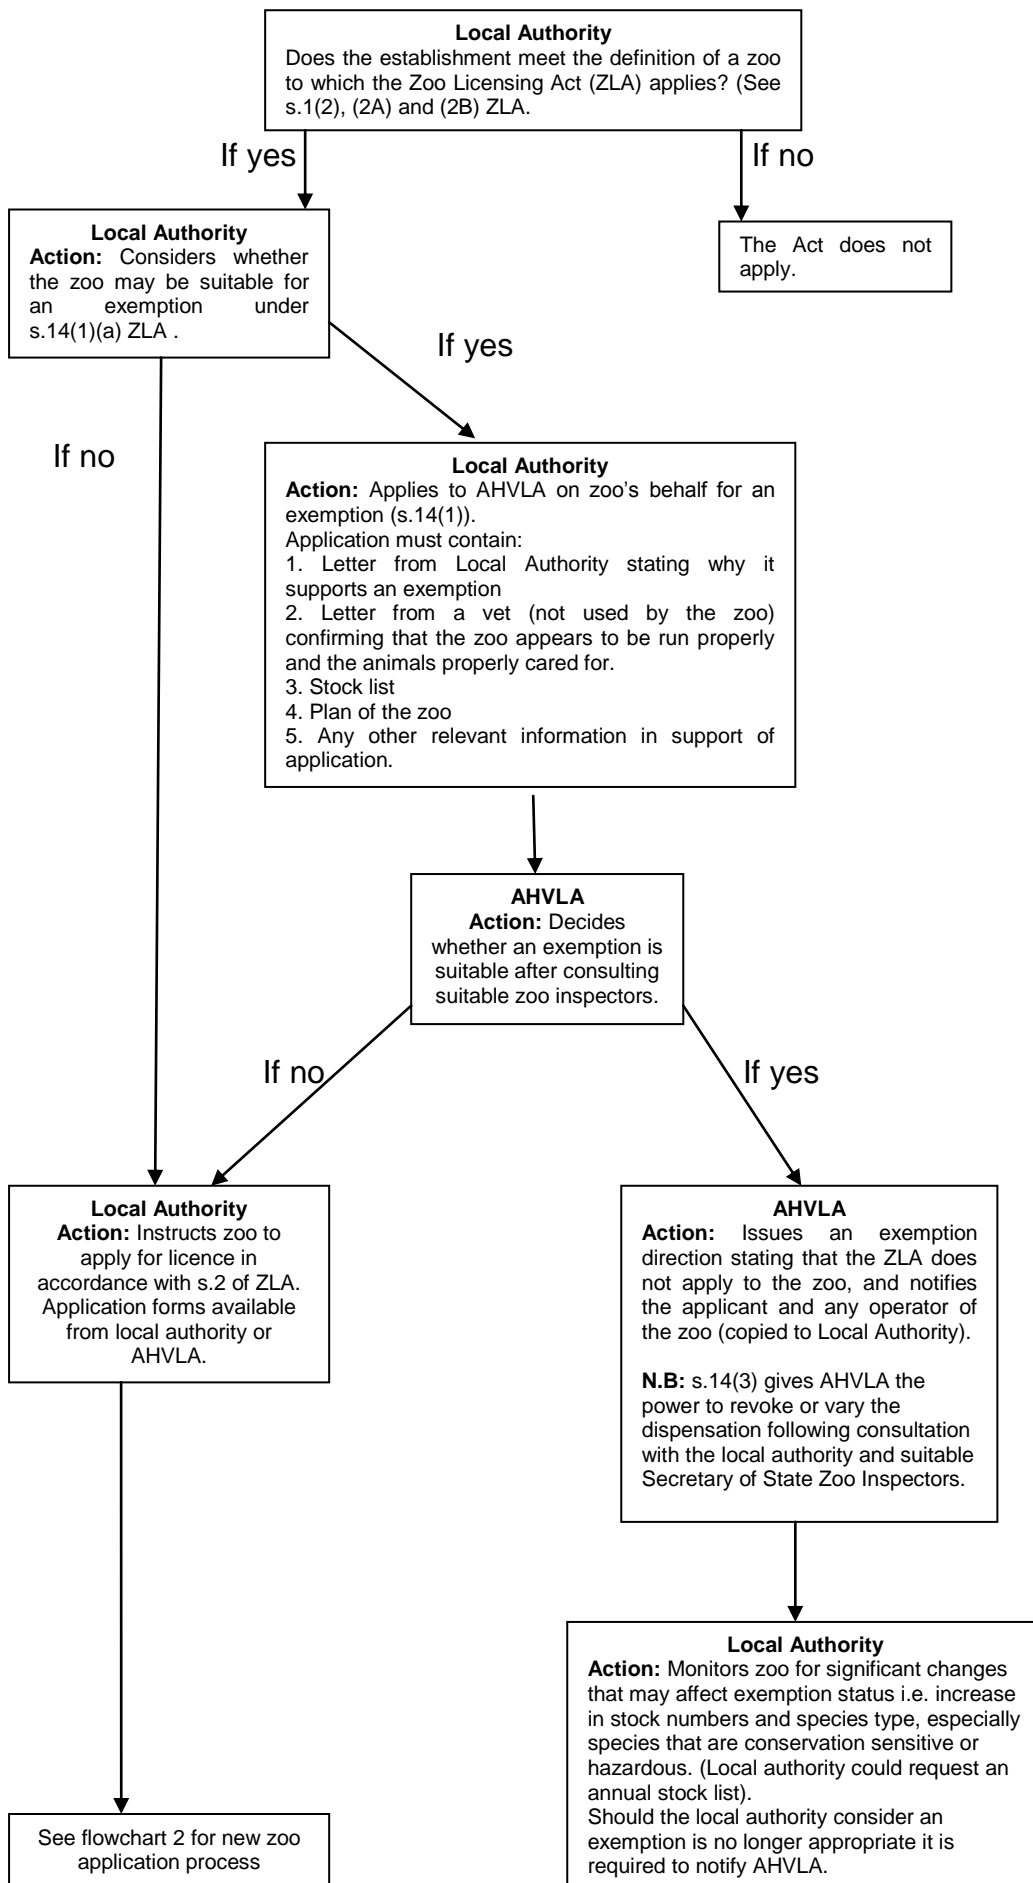 Local Authority
Does the establishment meet the definition of a zoo
to which the Zoo Licensing Act (ZLA) applies? (See
s.1(2), (2A) and (2B) ZLA.
If yes
If no
Local Authority
Action: Considers whether
the zoo may be suitable for
an exemption under
s.14(1)(a) ZLA .
The Act does not
apply.
If yes
If no
Local Authority
Action: Applies to AHVLA on zoo's behalf for an
exemption (s.14(1)).
Application must contain:
1. Letter from Local Authority stating why it
supports an exemption
2. Letter from a vet (not used by the zoo)
confirming that the zoo appears to be run properly
and the animals properly cared for.
3. Stock list
4. Plan of the zoo
5. Any other relevant information in support of
application.
AHVLA
Action: Decides
whether an exemption is
suitable after consulting
suitable zoo inspectors.
If no
If yes
Local Authority
Action: Instructs zoo to
apply for licence in
accordance with s.2 of ZLA.
Application forms available
from local authority or
AHVLA.
AHVLA
Action: Issues an exemption
direction stating that the ZLA does
not apply to the zoo, and notifies
the applicant and any operator of
the zoo (copied to Local Authority).
N.B: s.14(3) gives AHVLA the
power to revoke or vary the
dispensation following consultation
with the local authority and suitable
Secretary of State Zoo Inspectors.
Local Authority
Action: Monitors zoo for significant changes
that may affect exemption status i.e. increase
in stock numbers and species type, especially
species that are conservation sensitive or
hazardous. (Local authority could request an
annual stock list).
Should the local authority consider an
exemption is no longer appropriate it is
required to notify AHVLA.
See flowchart 2 for new zoo
application process